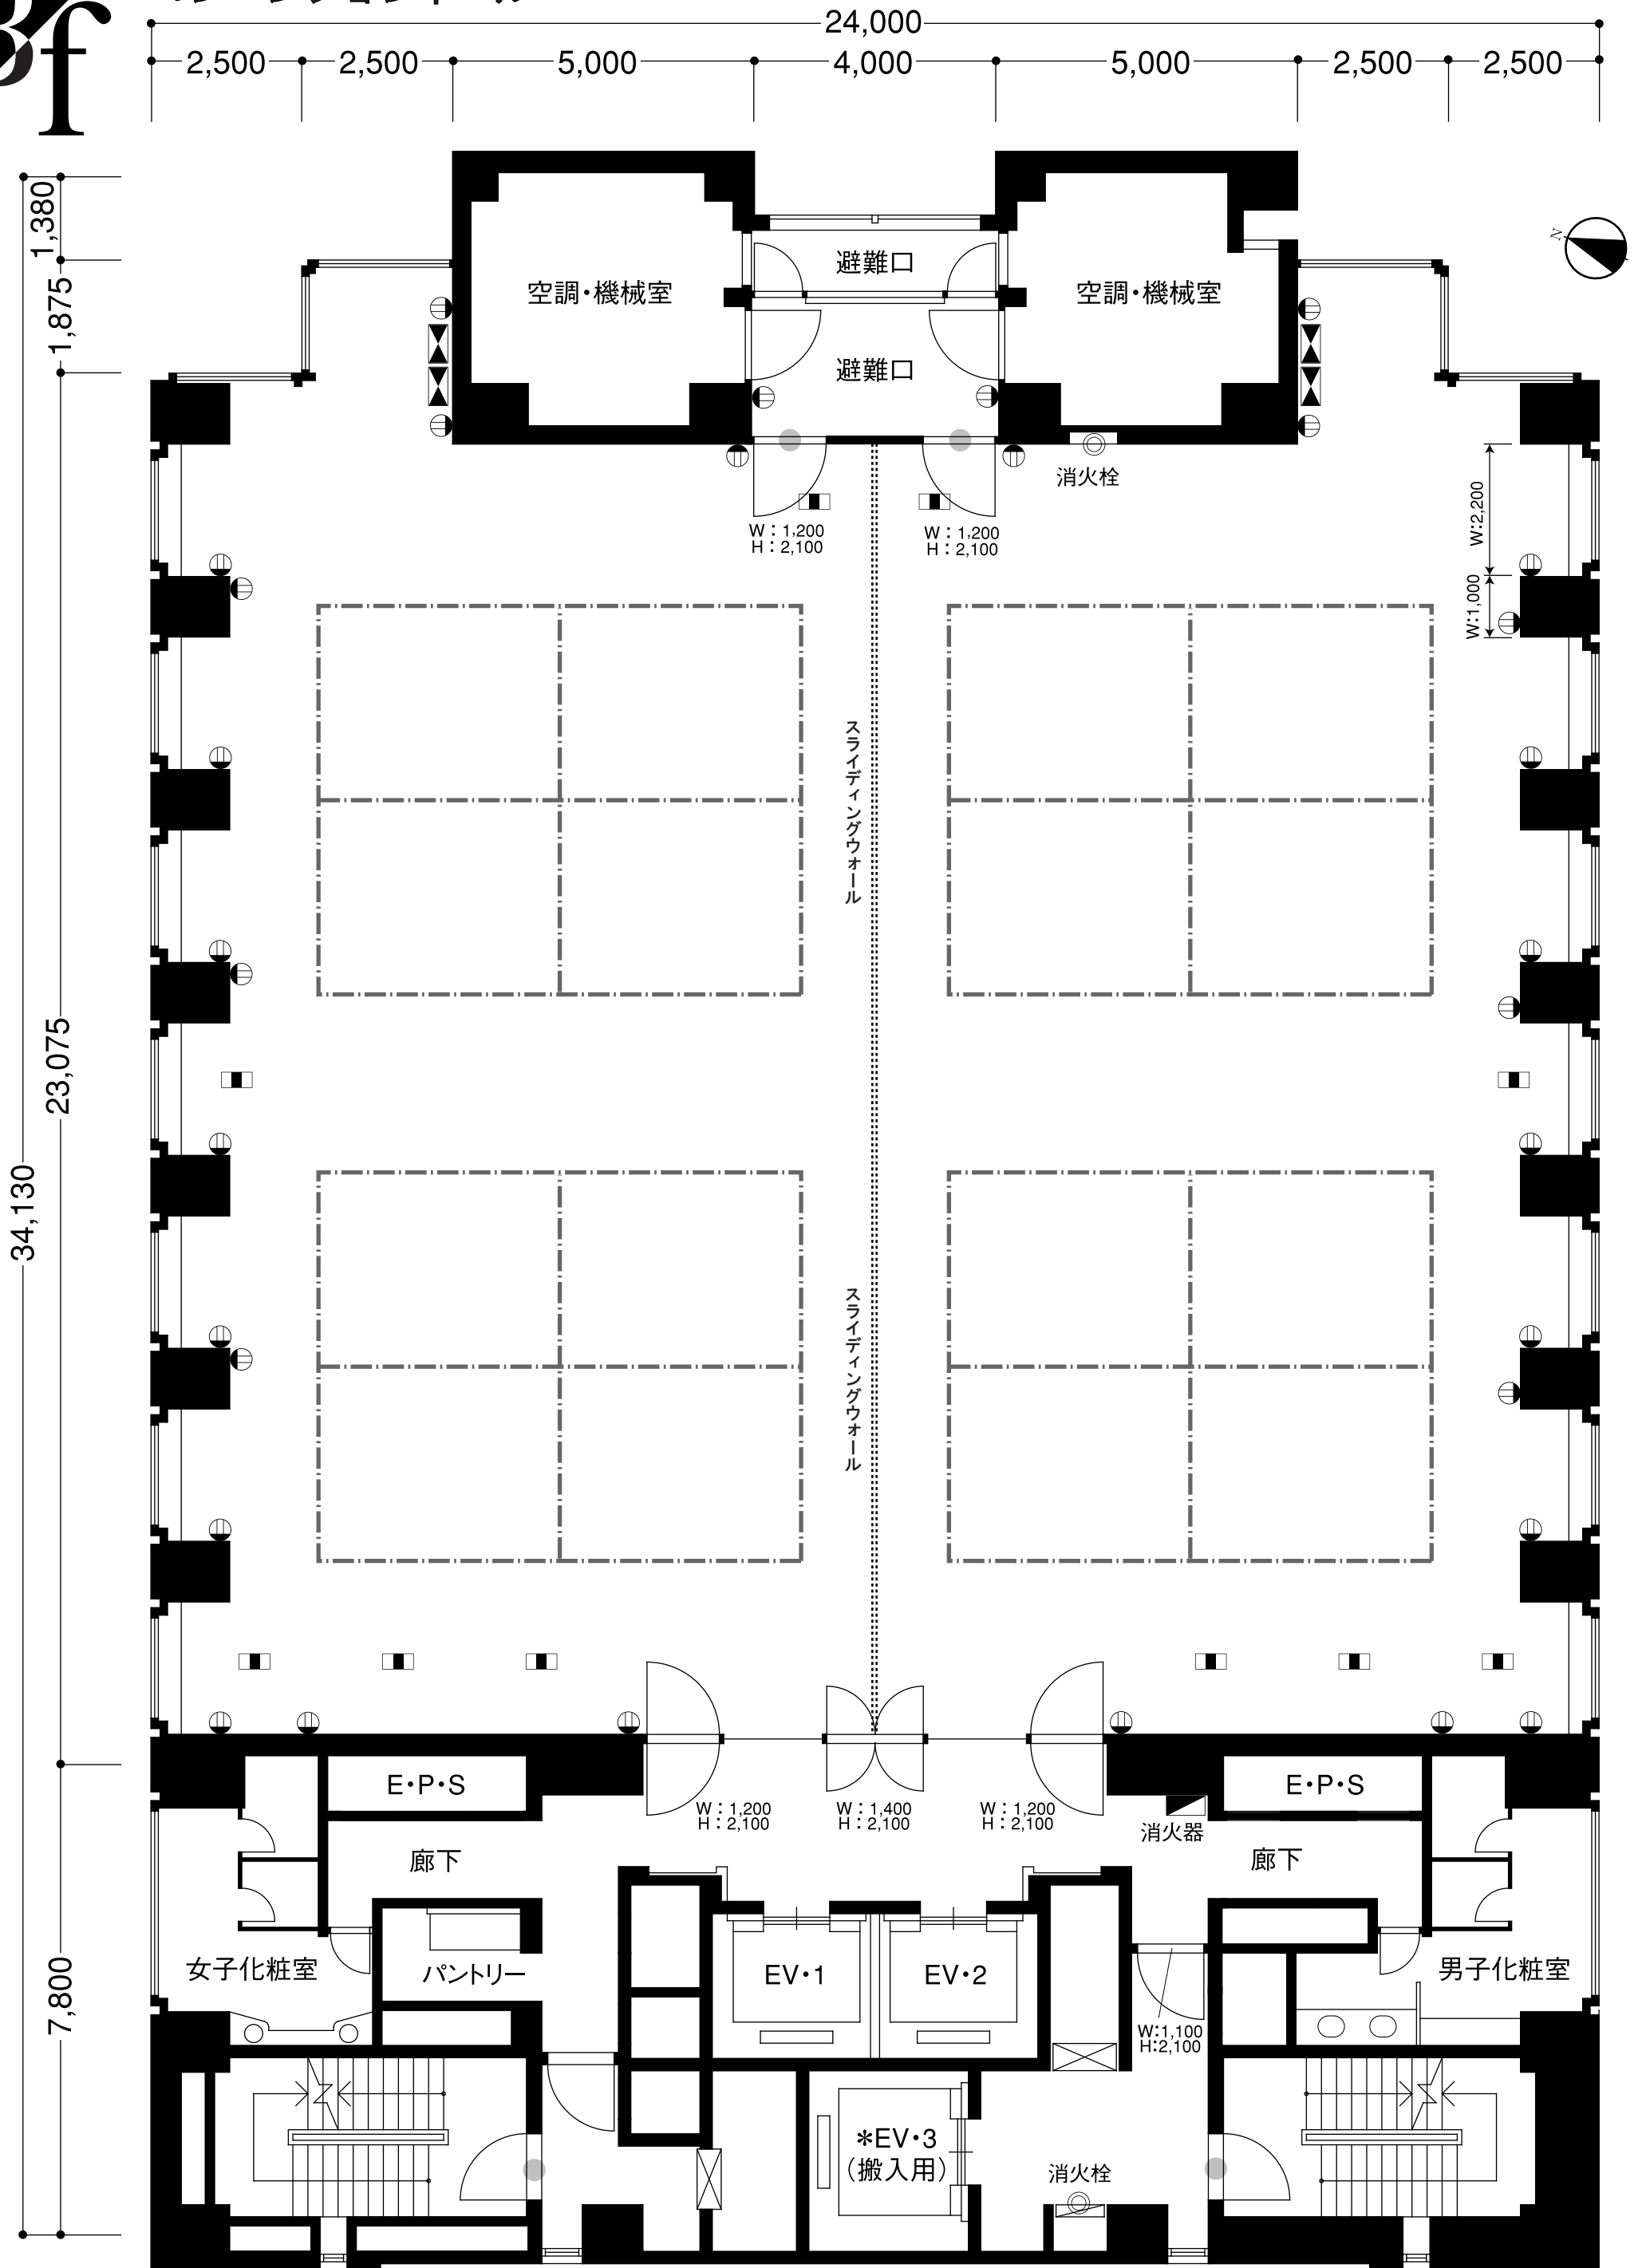 f
24,000
2,500
2,500
5,000
4,000
5,000
2,500
2,500
1,380
1,875
23,075
34,130
7,800
N
避難口
空調・機械室
空調・機械室
避難口
消火栓
W：1,200
H：2,100
W：1,200
H：2,100
W:2,200
W:1,000
スライディングウォール
スライディングウォール
E・P・S
E・P・S
W：1,200
H：2,100
W：1,400
H：2,100
W：1,200
H：2,100
消火器
廊下
廊下
女子化粧室
パントリー
EV・1
EV・2
男子化粧室
W:1,100
H:2,100
＊EV・3
（搬入用）
消火栓